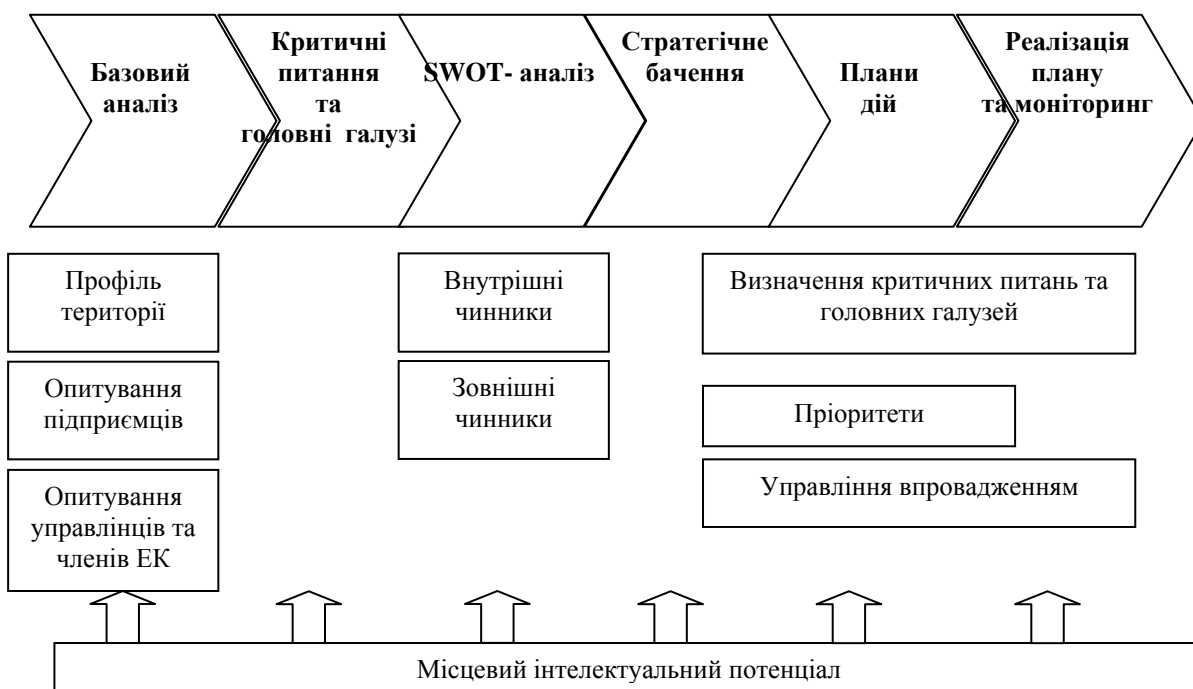 Базовий
аналіз
Критичні
питання
та
головні галузі
SWOT- аналіз
Стратегічне
бачення
Плани
дій
Реалізація
плану
та моніторинг
Профіль
території
Опитування
підприємців
Опитування
управлінців та
членів ЕК
Внутрішні
чинники
Зовнішні
чинники
Визначення критичних питань та
головних галузей
Пріоритети
Управління впровадженням
Місцевий інтелектуальний потенціал